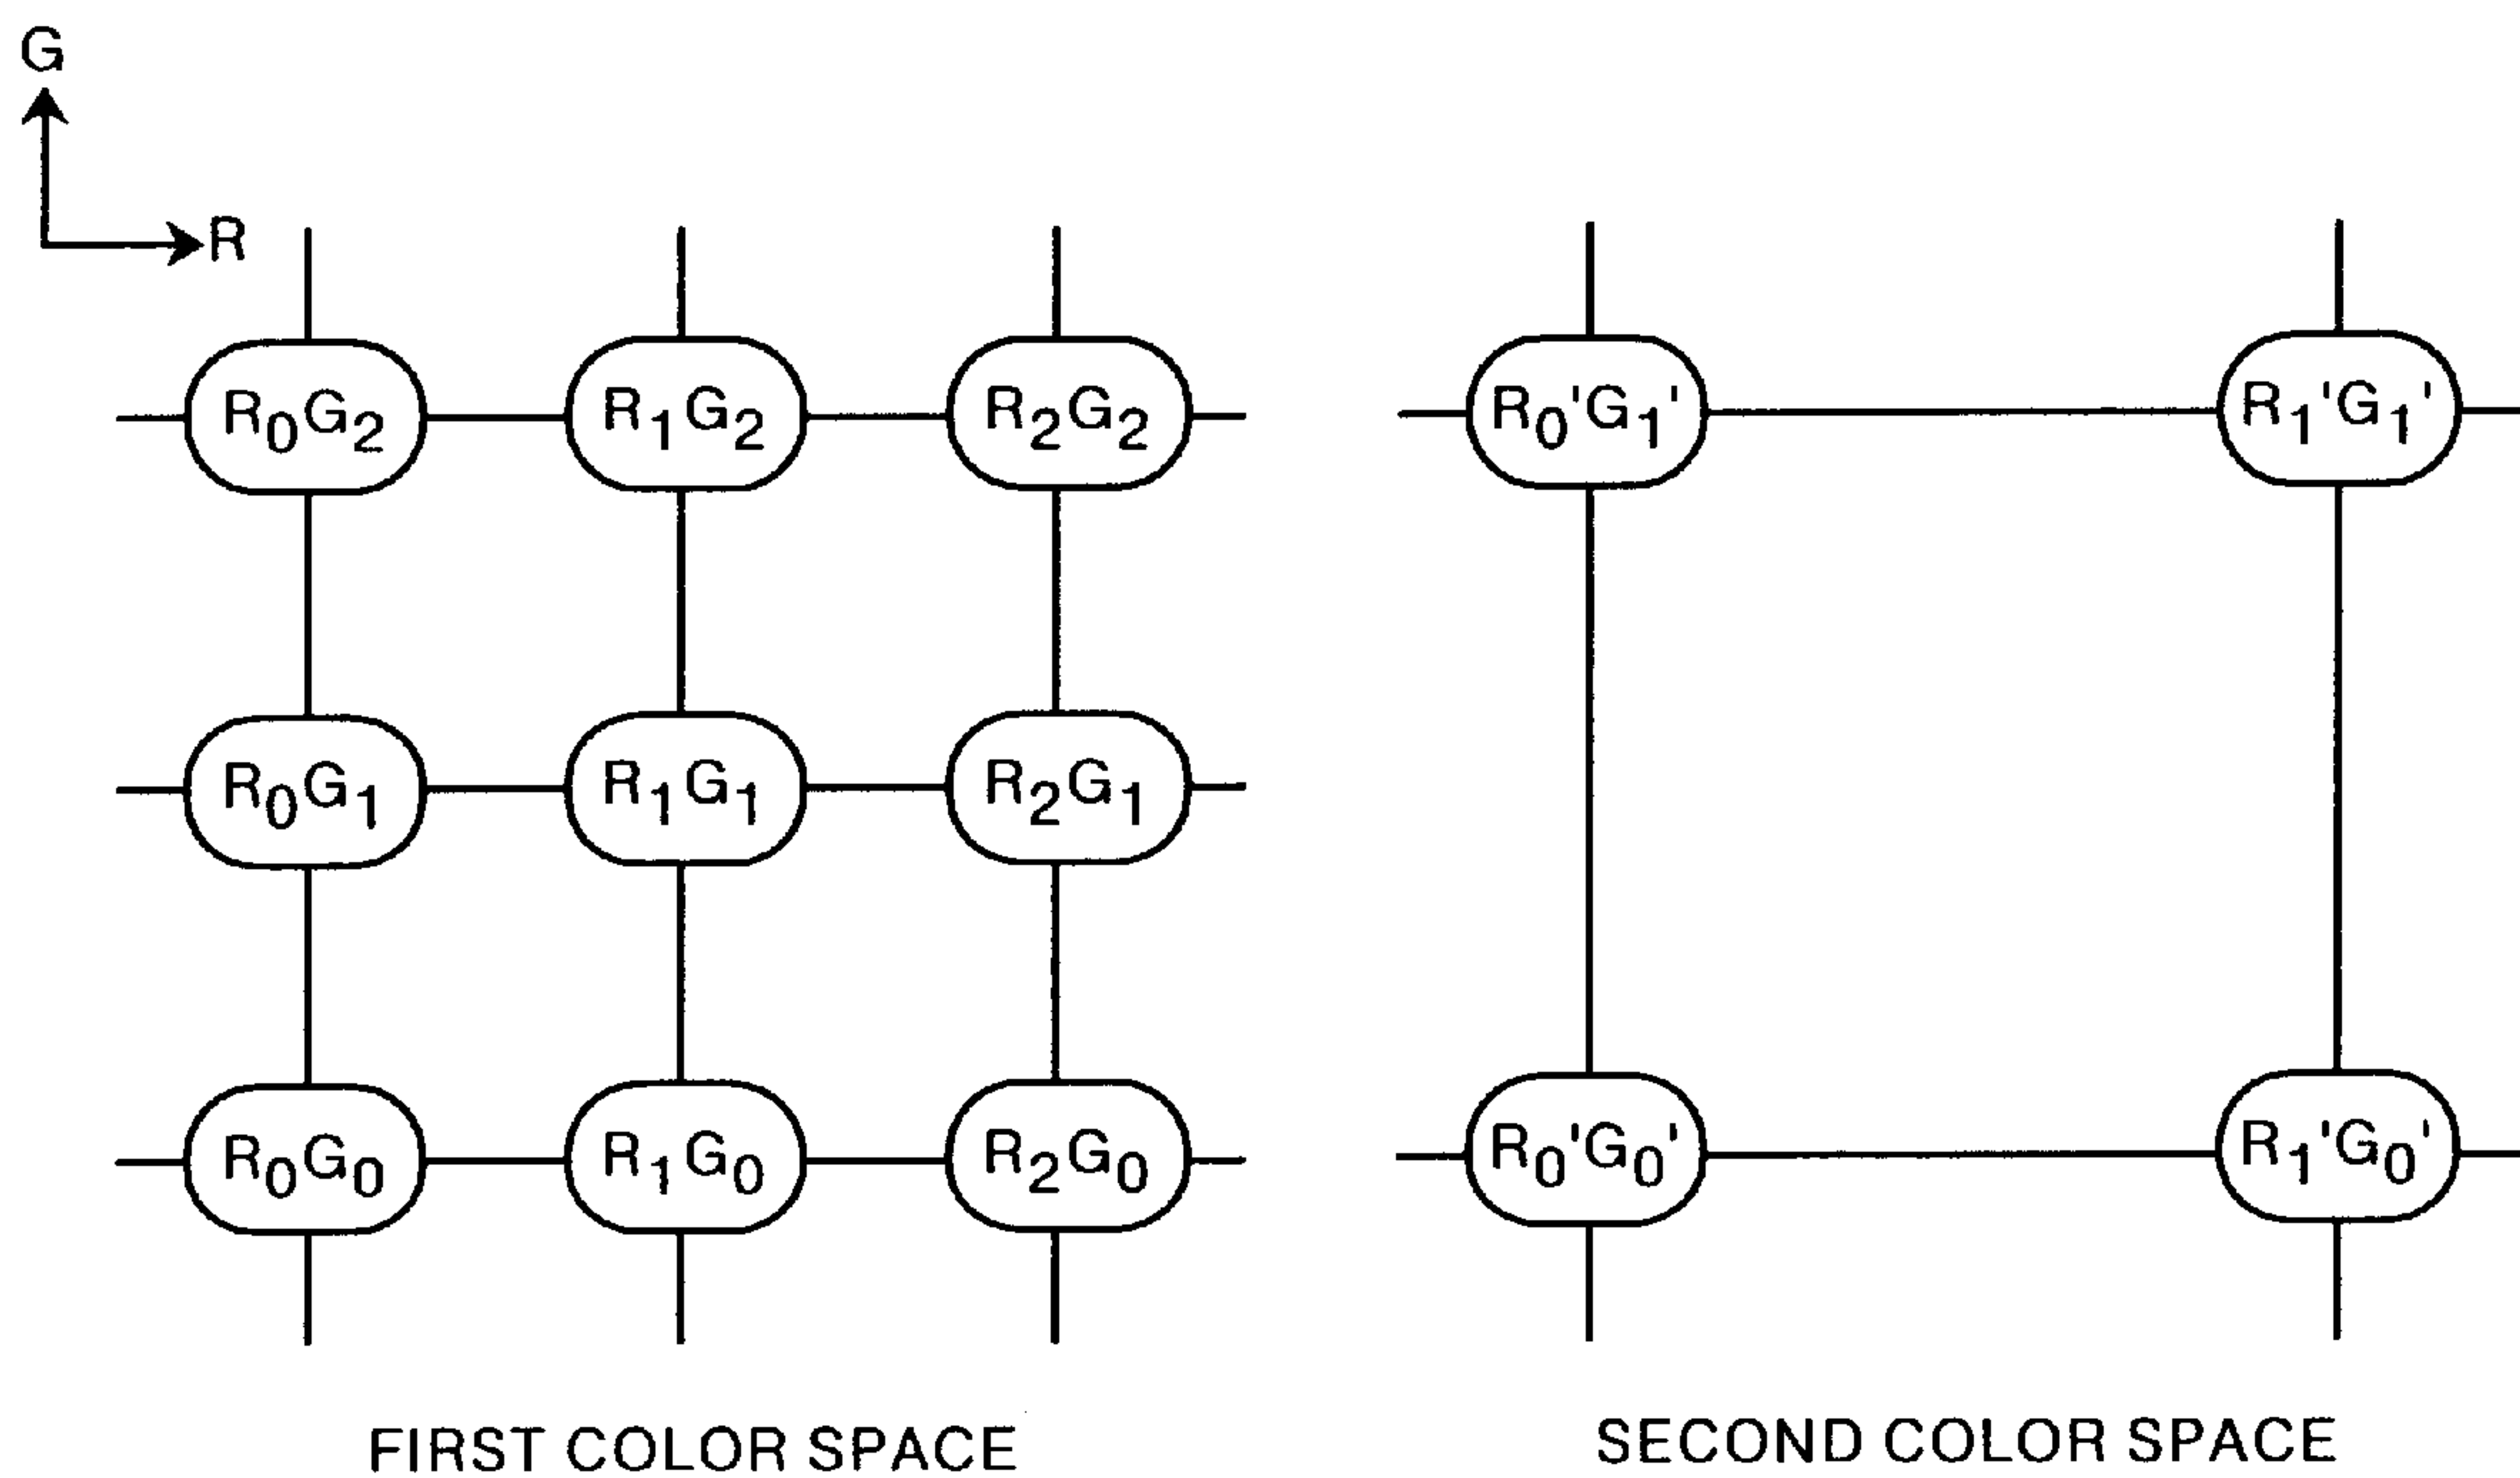 G
R
R₀G₂ R₁G₂ R₂G₂ R₀'G₁' R₁'G₁'
R₀G₁ R₁G₁ R₂G₁
R₀G₀ R₁G₀ R₂G₀ R₀'G₀' R₁'G₀'
FIRST COLOR SPACE SECOND COLOR SPACE